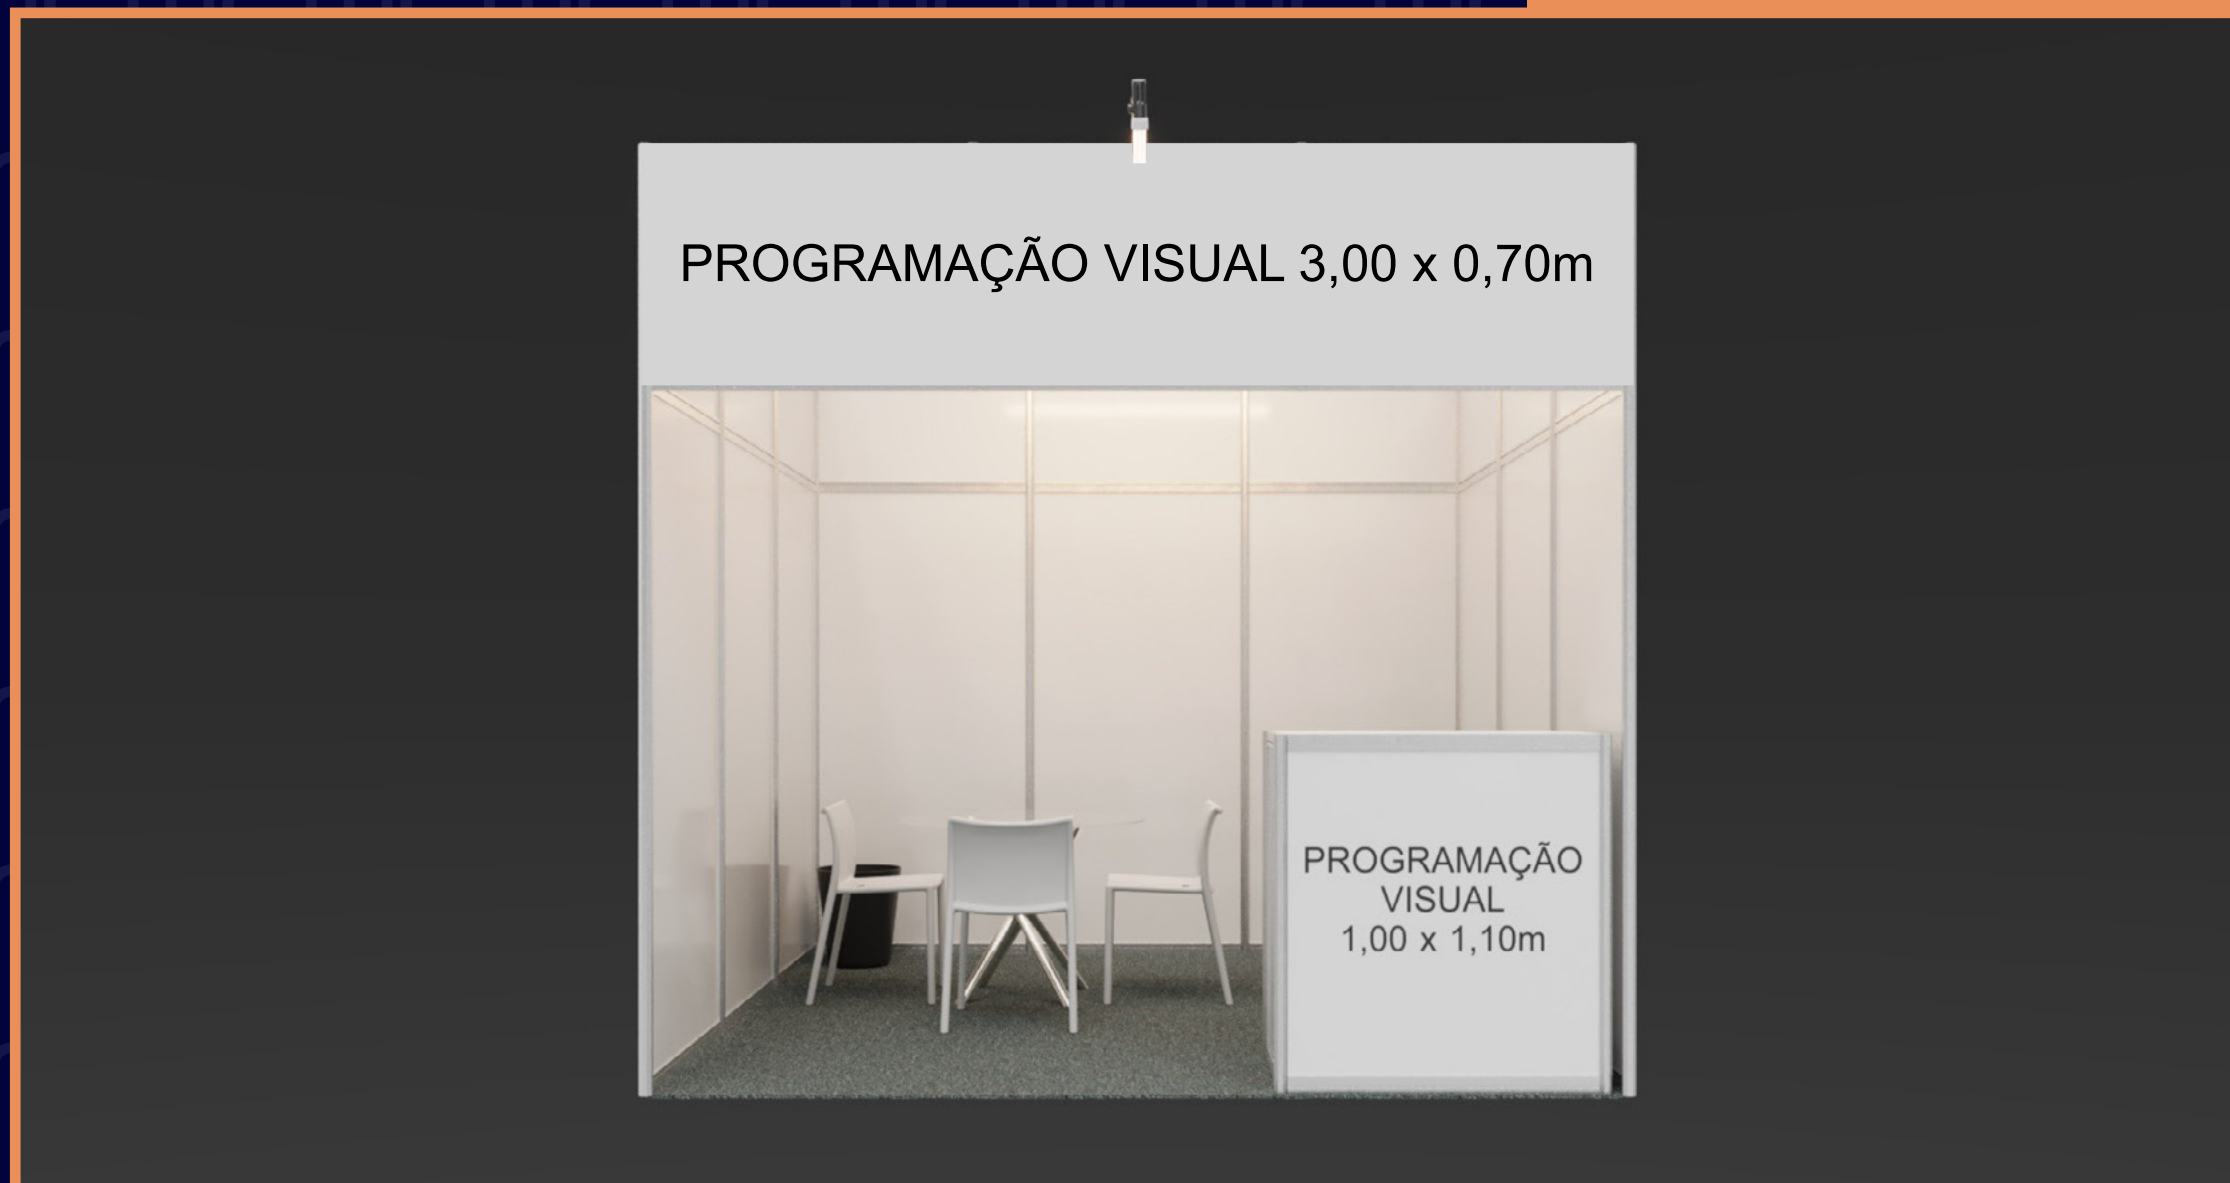 PROGRAMAÇÃO VISUAL 3,00 x 0,70m
PROGRAMAÇÃO
VISUAL
1,00 x 1,10m